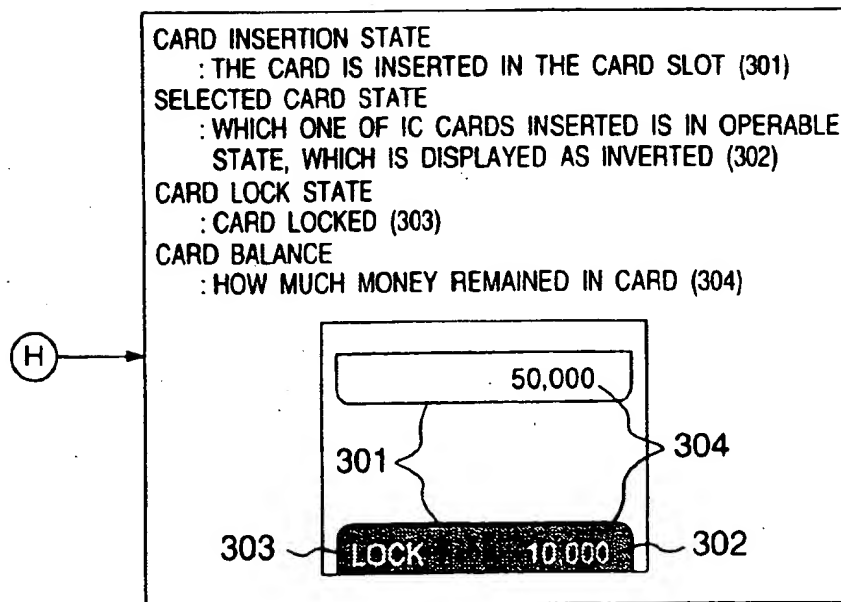 CARD INSERTION STATE
: THE CARD IS INSERTED IN THE CARD SLOT (301)
SELECTED CARD STATE
: WHICH ONE OF IC CARDS INSERTED IS IN OPERABLE
STATE, WHICH IS DISPLAYED AS INVERTED (302)
CARD LOCK STATE
: CARD LOCKED (303)
CARD BALANCE
: HOW MUCH MONEY REMAINED IN CARD (304)
H
50,000
301
304
303
LOCK 10,000
302